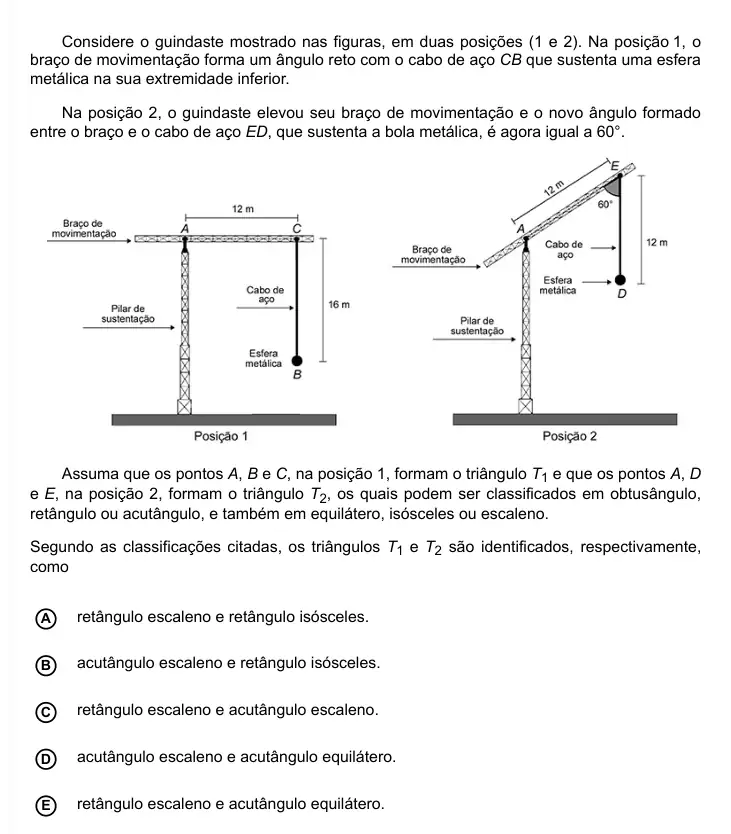 Considere o guindaste mostrado nas figuras, em duas posições (1 e 2). Na posição 1, o
braço de movimentação forma um ângulo reto com o cabo de aço CB que sustenta uma esfera
metálica na sua extremidade inferior.
Na posição 2, o guindaste elevou seu braço de movimentação e o novo ângulo formado
entre o braço e o cabo de aço ED, que sustenta a bola metálica, é agora igual a 60°.
12 m
Braço de
movimentação
A
C
Cabo de
aço
16 m
Pilar de
sustentação
Esfera
metálica
B
Posição 1
E
12 m
60°
A
Braço de
movimentação
Cabo de
aço
12 m
Esfera
metálica
D
Pilar de
sustentação
Posição 2
Assuma que os pontos A, B e C, na posição 1, formam o triângulo T1 e que os pontos A, D
e E, na posição 2, formam o triângulo T2, os quais podem ser classificados em obtusângulo,
retângulo ou acutângulo, e também em equilátero, isósceles ou escaleno.
Segundo as classificações citadas, os triângulos T1 e T2 são identificados, respectivamente,
como
A retângulo escaleno e retângulo isósceles.
B acutângulo escaleno e retângulo isósceles.
C retângulo escaleno e acutângulo escaleno.
D acutângulo escaleno e acutângulo equilátero.
E retângulo escaleno e acutângulo equilátero.